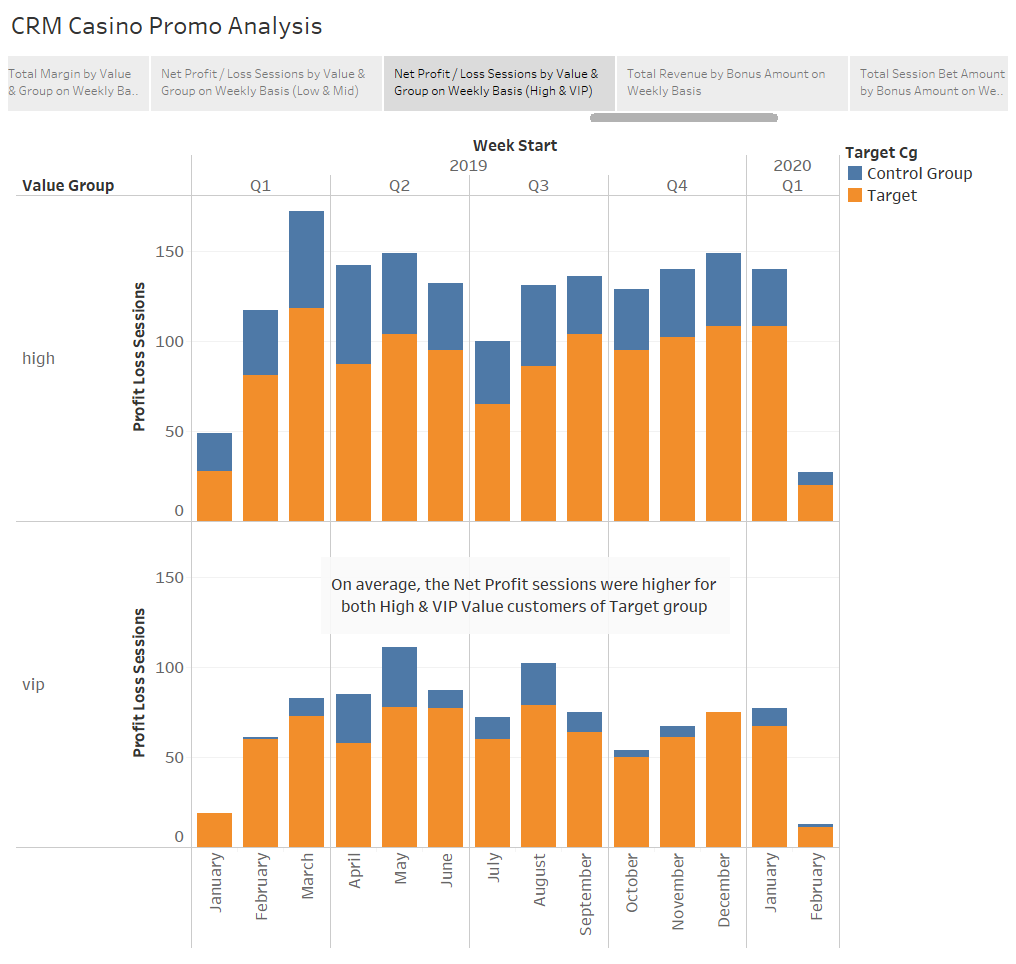 CRM Casino Promo Analysis
Total Margin by Value
& Group on Weekly Ba..
Net Profit / Loss Sessions by Value &
Group on Weekly Basis (Low & Mid)
Net Profit / Loss Sessions by Value &
Group on Weekly Basis (High & VIP)
Total Revenue by Bonus Amount on
Weekly Basis
Total Session Bet Amount
by Bonus Amount on We..
Week Start
2019
2020
Value Group
Q1
Q2
Q3
Q4
Q1
Target Cg
Control Group
Target
high
Profit Loss Sessions
150
100
50
0
On average, the Net Profit sessions were higher for
both High & VIP Value customers of Target group
vip
Profit Loss Sessions
150
100
50
0
January
February
March
April
May
June
July
August
September
October
November
December
January
February